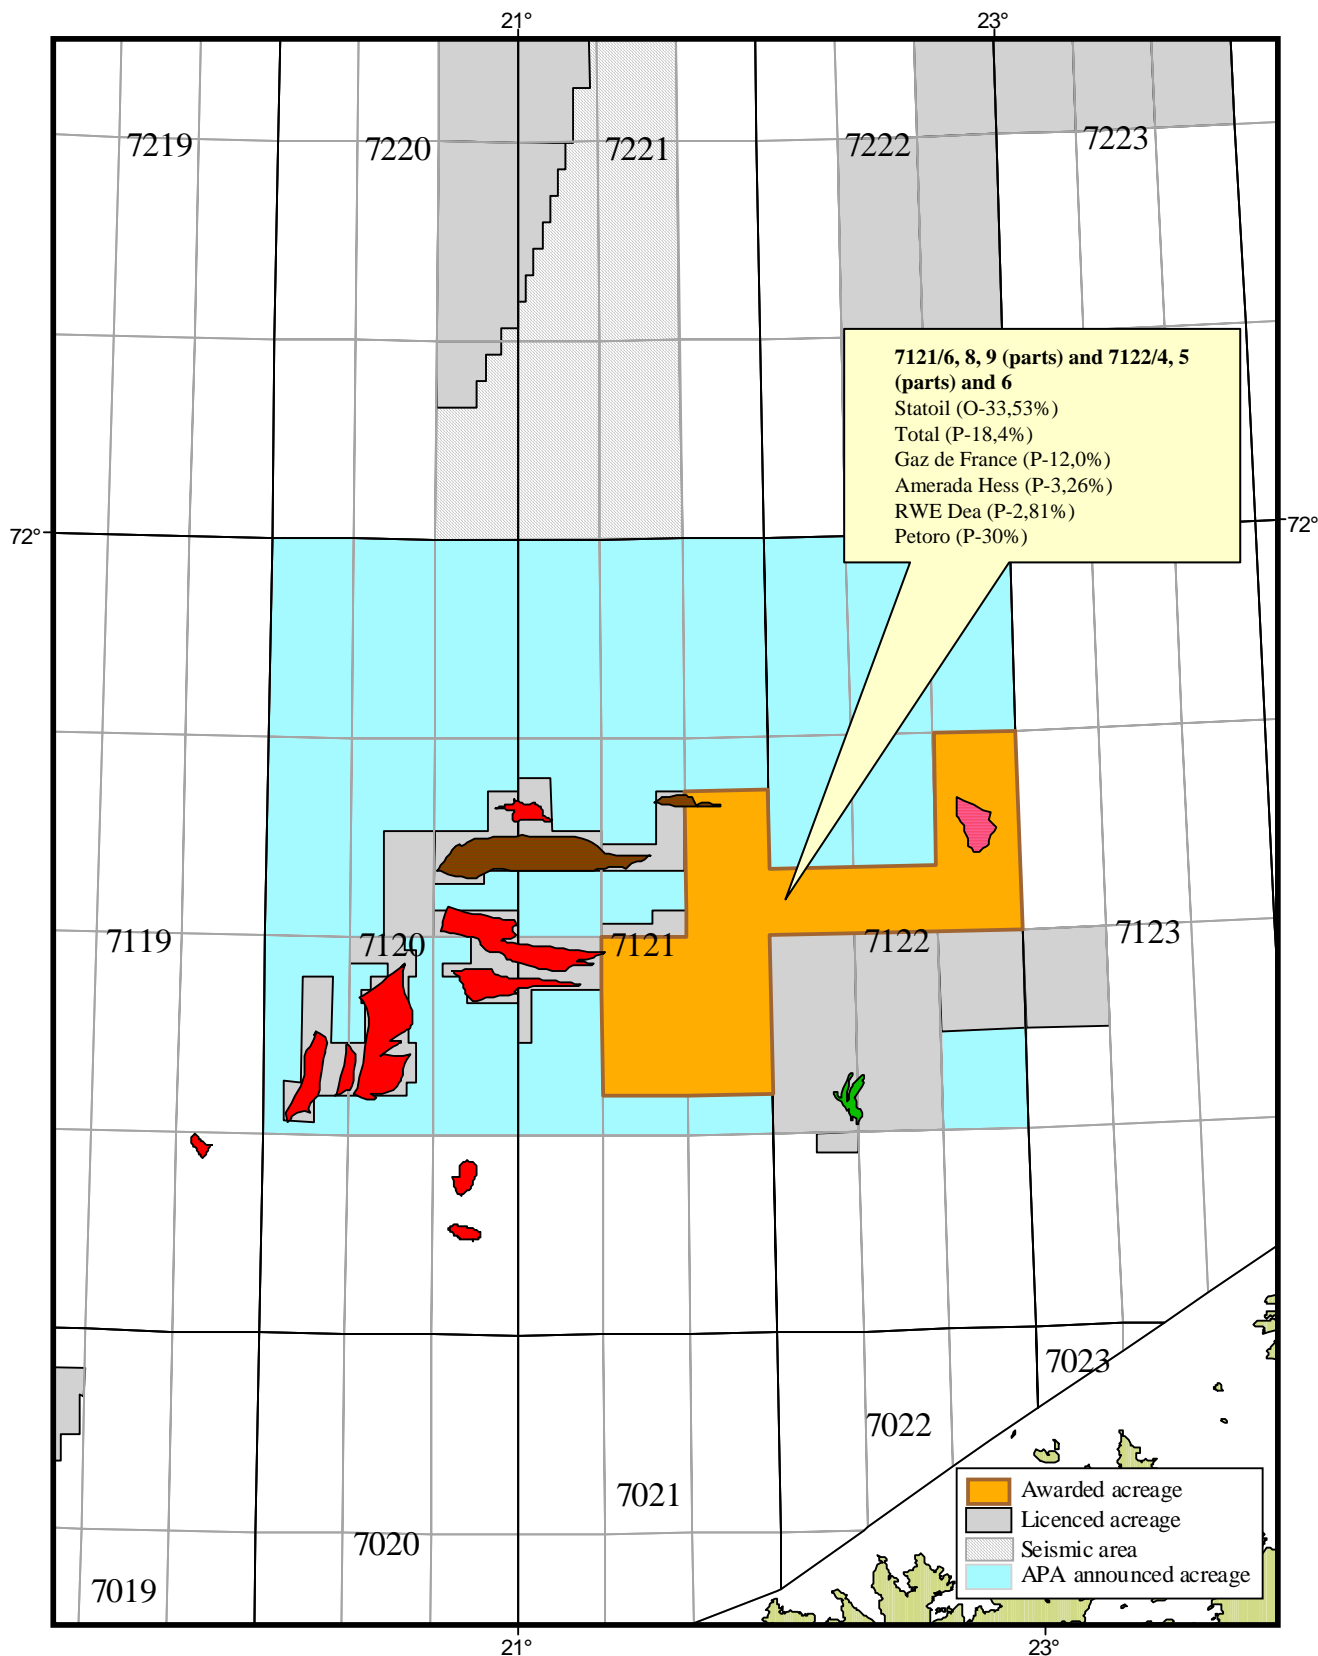 21°
23°
7219
7220
7221
7222
7223
7121/6, 8, 9 (parts) and 7122/4, 5
(parts) and 6
Statoil (O-33,53%)
Total (P-18,4%)
Gaz de France (P-12,0%)
Amerada Hess (P-3,26%)
RWE Dea (P-2,81%)
Petoro (P-30%)
72°
72°
7119
7120
7121
7122
7123
7023
7022
7021
7020
7019
Awarded acreage
Licenced acreage
Seismic area
APA announced acreage
21°
23°